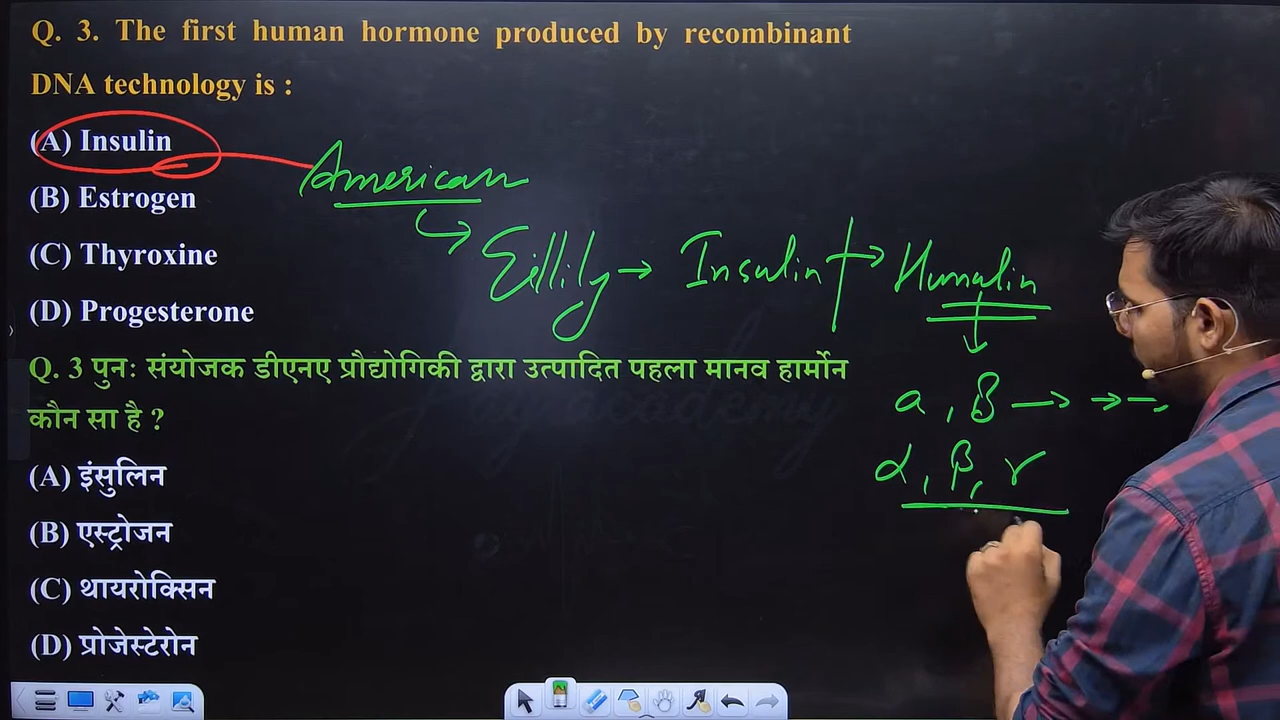 Q. 3. The first human hormone produced by recombinant
DNA technology is :
(A) Insulin
American
(B) Estrogen
Eillily → Insulin → Humulin
(C) Thyroxine
(D) Progesterone
Q. 3 पुनः संयोजक डीएनए प्रौद्योगिकी द्वारा उत्पादित पहला मानव हार्मोन
a , β → → →
कौन सा है ?
α, β, γ
(A) इंसुलिन
(B) एस्ट्रोजन
(C) थायरोक्सिन
(D) प्रोजेस्टेरोन